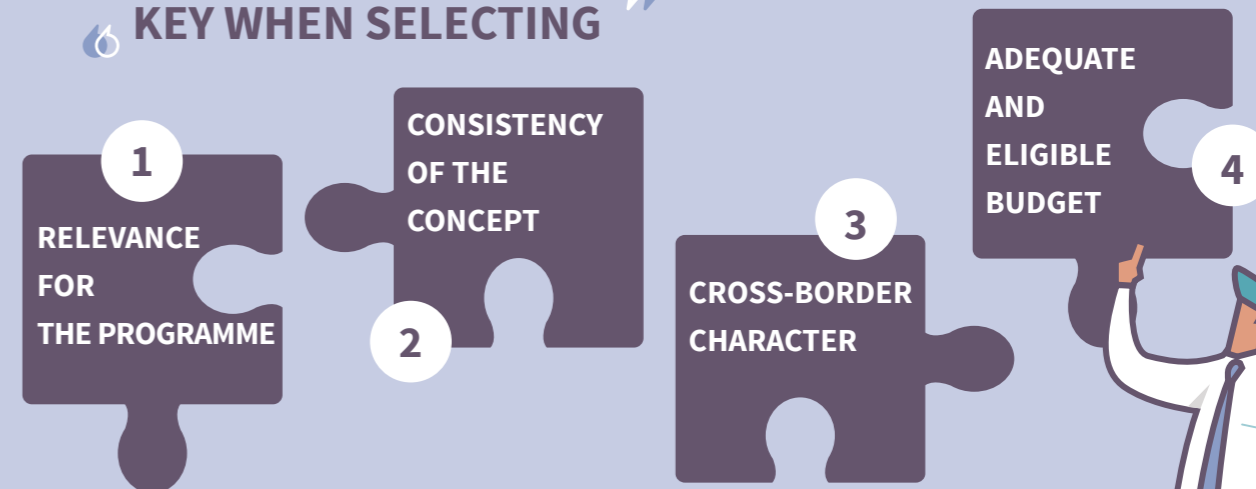 KEY WHEN SELECTING
1
RELEVANCE
FOR
THE PROGRAMME
2
CONSISTENCY
OF THE
CONCEPT
3
CROSS-BORDER
CHARACTER
4
ADEQUATE
AND
ELIGIBLE
BUDGET